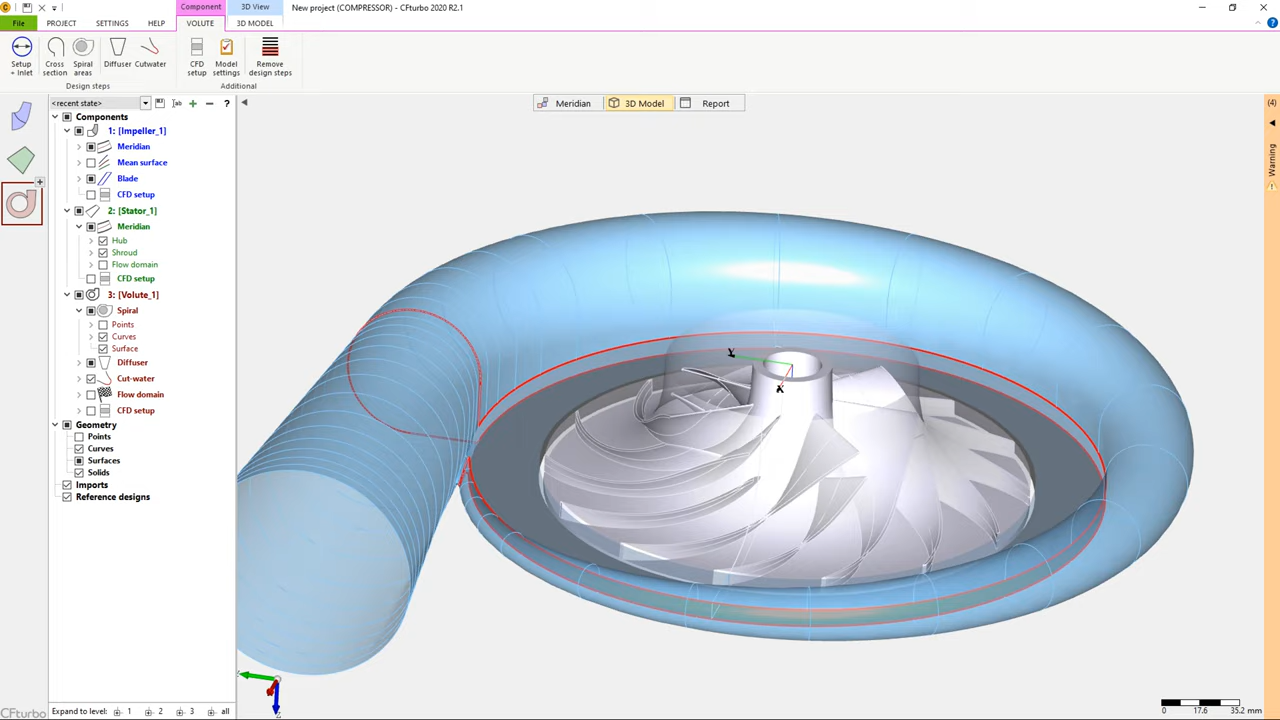 Component
3D View
New project (COMPRESSOR) - CFturbo 2020 R2.1
File
PROJECT
SETTINGS
HELP
VOLUTE
3D MODEL
Setup + Inlet
Cross section
Spiral areas
Diffuser
Cutwater
CFD setup
Model settings
Remove design steps
Design steps
Additional
<recent state>
ab
+
−
?
Meridian
3D Model
Report
(4)
Warning
Components
1: [Impeller_1]
Meridian
Mean surface
Blade
CFD setup
2: [Stator_1]
Meridian
Hub
Shroud
Flow domain
CFD setup
3: [Volute_1]
Spiral
Points
Curves
Surface
Diffuser
Cut-water
Flow domain
CFD setup
Geometry
Points
Curves
Surfaces
Solids
Imports
Reference designs
Y
X
Z
CFturbo
Expand to level:
1
2
3
all
0 17.6 35.2 mm